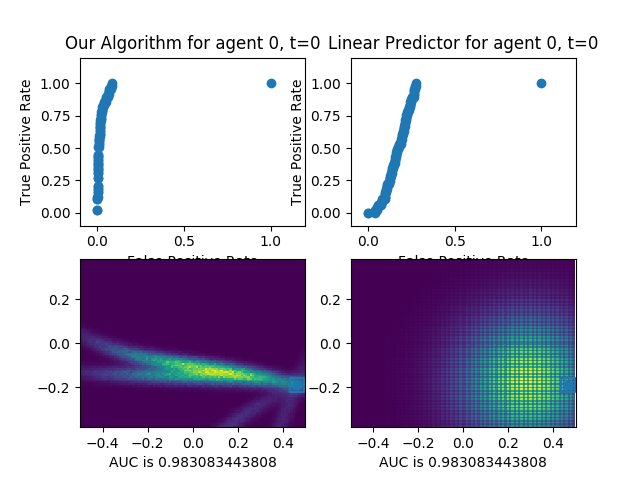 Our Algorithm for agent 0, t=0 Linear Predictor for agent 0, t=0
True Positive Rate
1.00
0.75
0.50
0.25
0.00
0.0 0.5 1.0
False Positive Rate
True Positive Rate
1.00
0.75
0.50
0.25
0.00
0.0 0.5 1.0
False Positive Rate
0.2
0.0
−0.2
−0.4 −0.2 0.0 0.2 0.4
AUC is 0.983083443808
0.2
0.0
−0.2
−0.4 −0.2 0.0 0.2 0.4
AUC is 0.983083443808